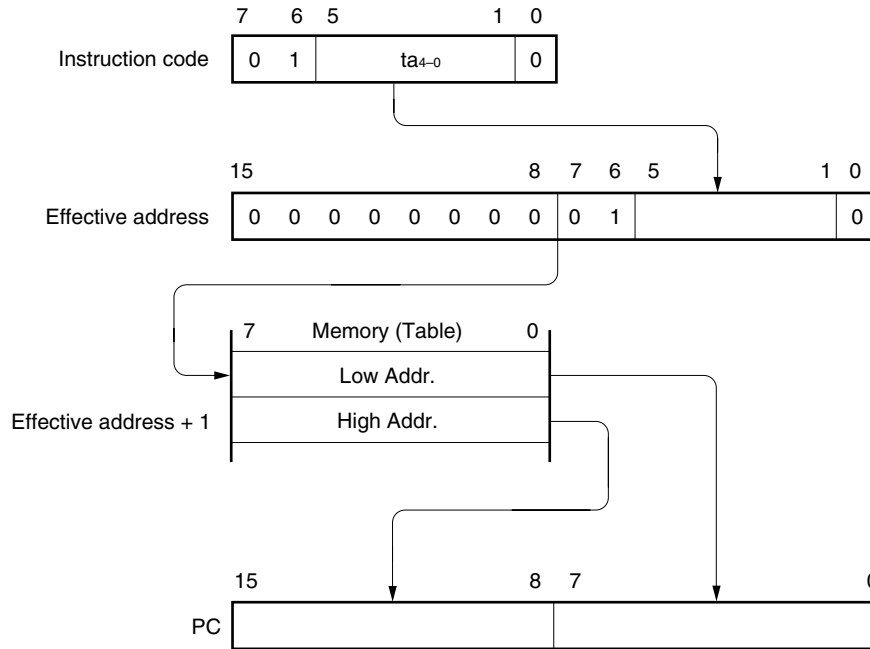 7 6 5 1 0
Instruction code 0 1 ta4–0 0
15 8 7 6 5 1 0
Effective address 0 0 0 0 0 0 0 0 0 1 0
7 Memory (Table) 0
Low Addr.
Effective address + 1 High Addr.
15 8 7 0
PC